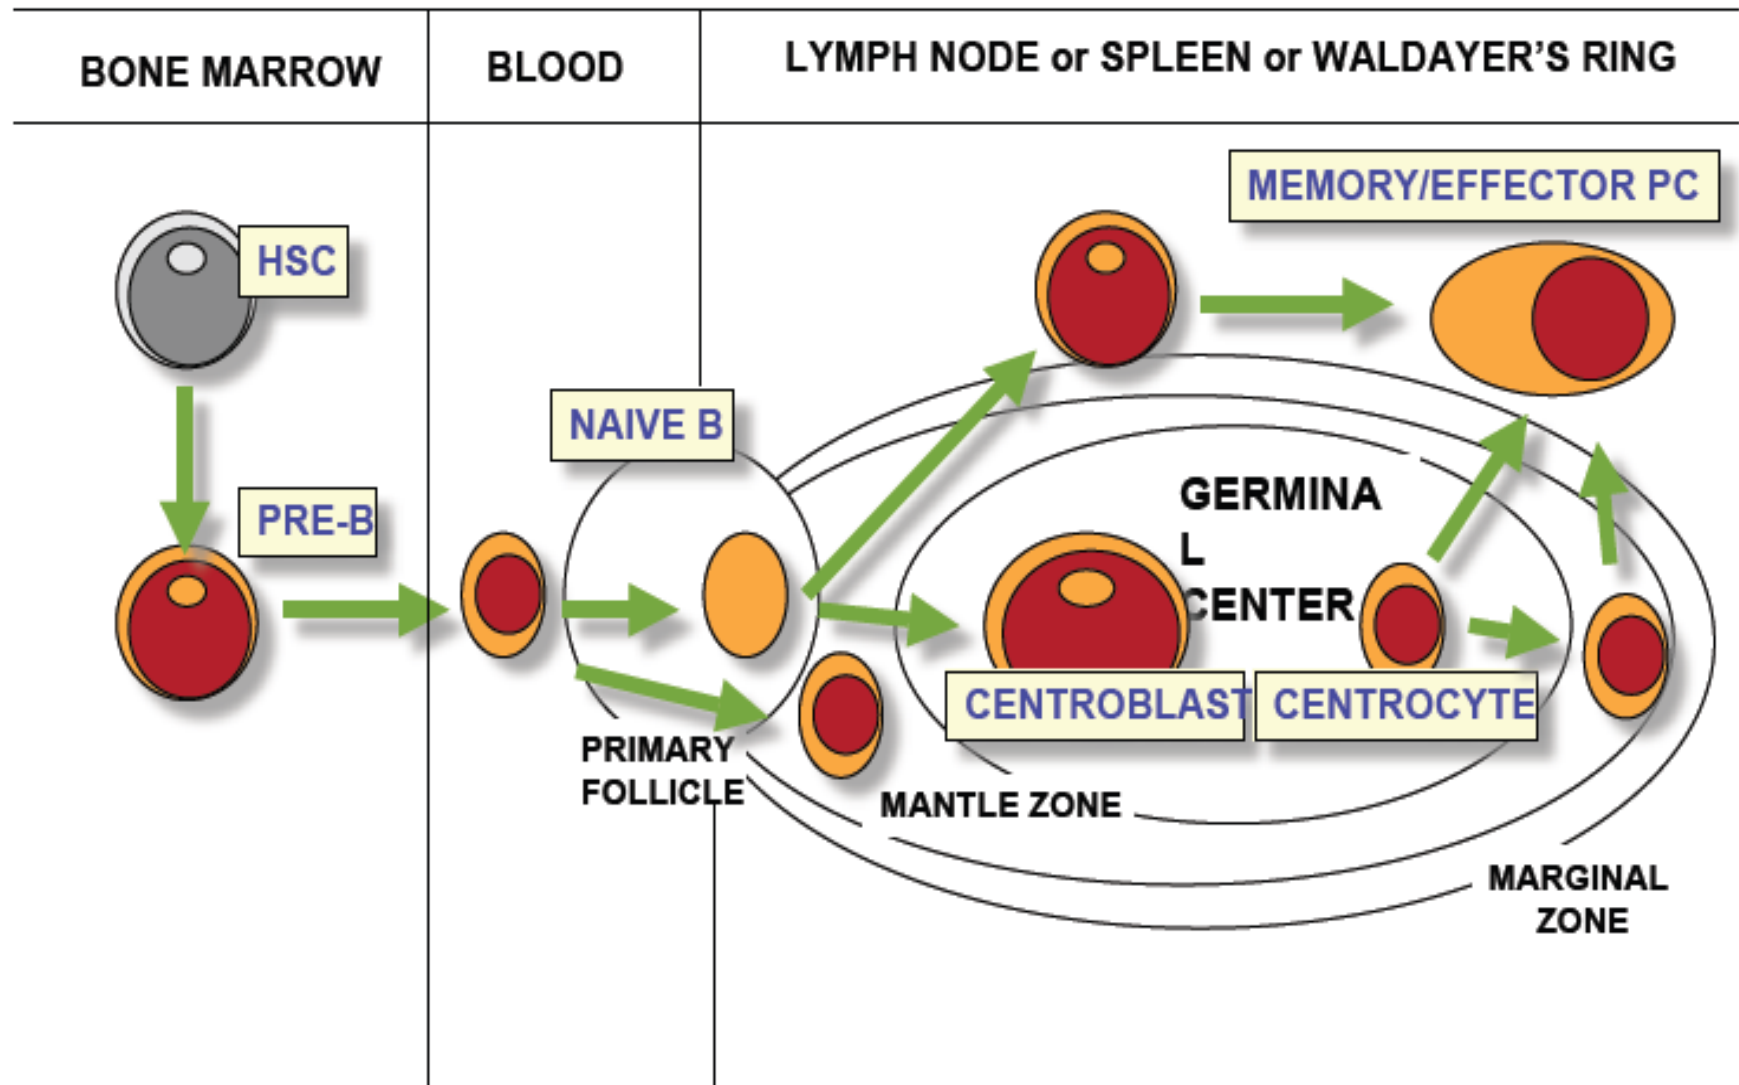 BONE MARROW
BLOOD
LYMPH NODE or SPLEEN or WALDAYER'S RING
MEMORY/EFFECTOR PC
HSC
NAIVE B
PRE-B
GERMINA
L
CENTER
CENTROBLAST
CENTROCYTE
PRIMARY
FOLLICLE
MANTLE ZONE
MARGINAL
ZONE